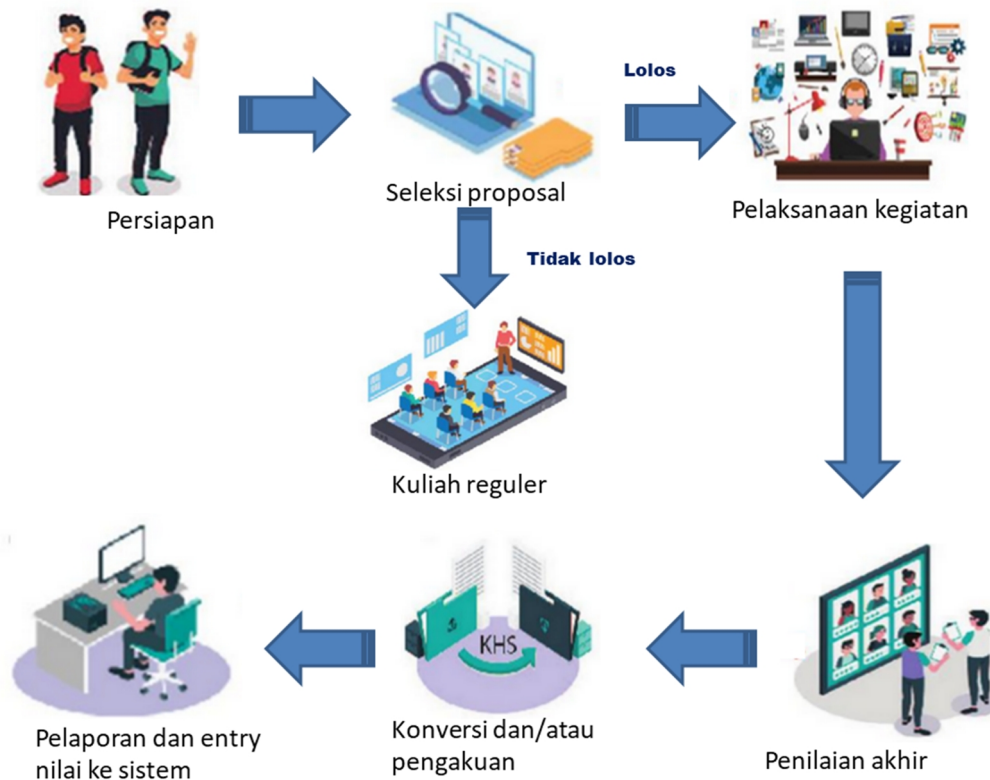 Persiapan
Seleksi proposal
Lolos
Pelaksanaan kegiatan
Tidak lolos
Kuliah reguler
Penilaian akhir
KHS
Konversi dan/atau
pengakuan
Pelaporan dan entry
nilai ke sistem